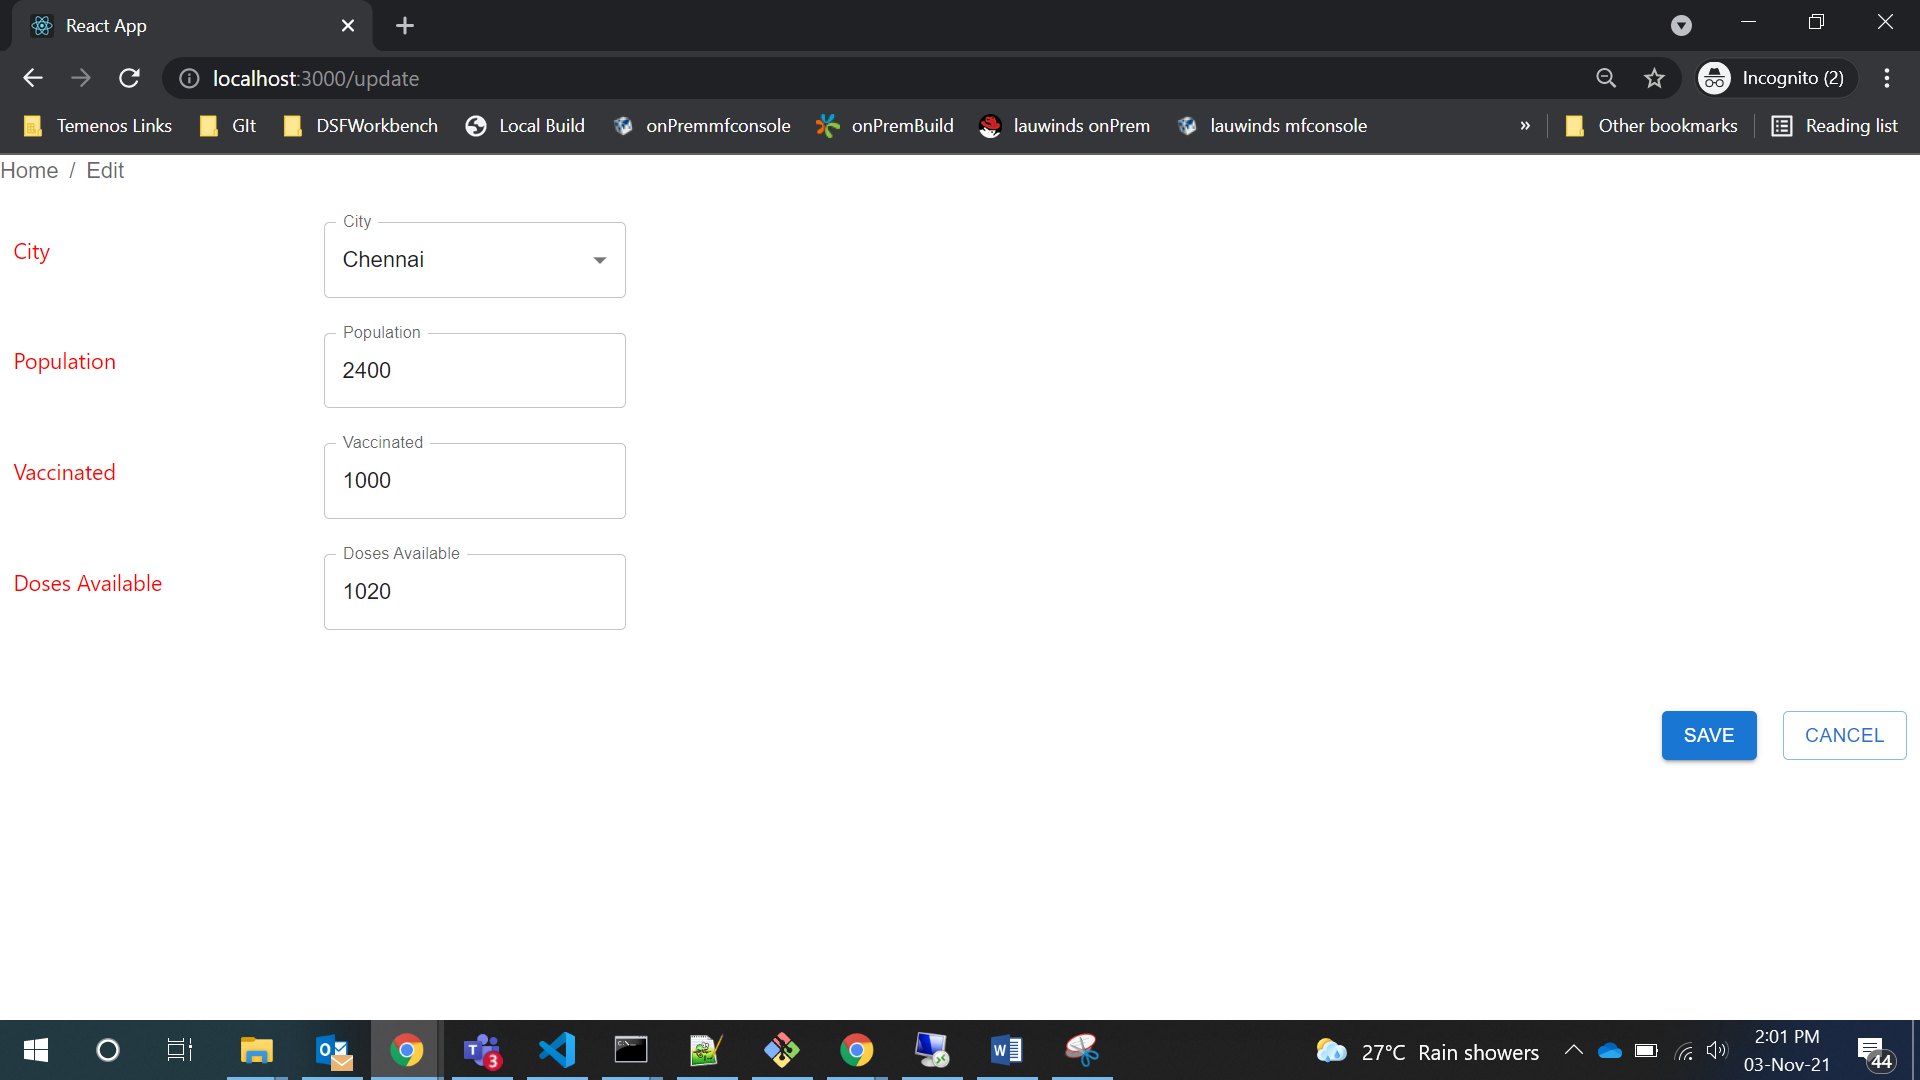 React App
localhost:3000/update
Incognito (2)
Temenos Links
GIt
DSFWorkbench
Local Build
onPremmfconsole
onPremBuild
lauwinds onPrem
lauwinds mfconsole
»
Other bookmarks
Reading list
Home / Edit
City
City
Chennai
Population
Population
2400
Vaccinated
Vaccinated
1000
Doses Available
Doses Available
1020
SAVE
CANCEL
3
27°C Rain showers
2:01 PM
03-Nov-21
44